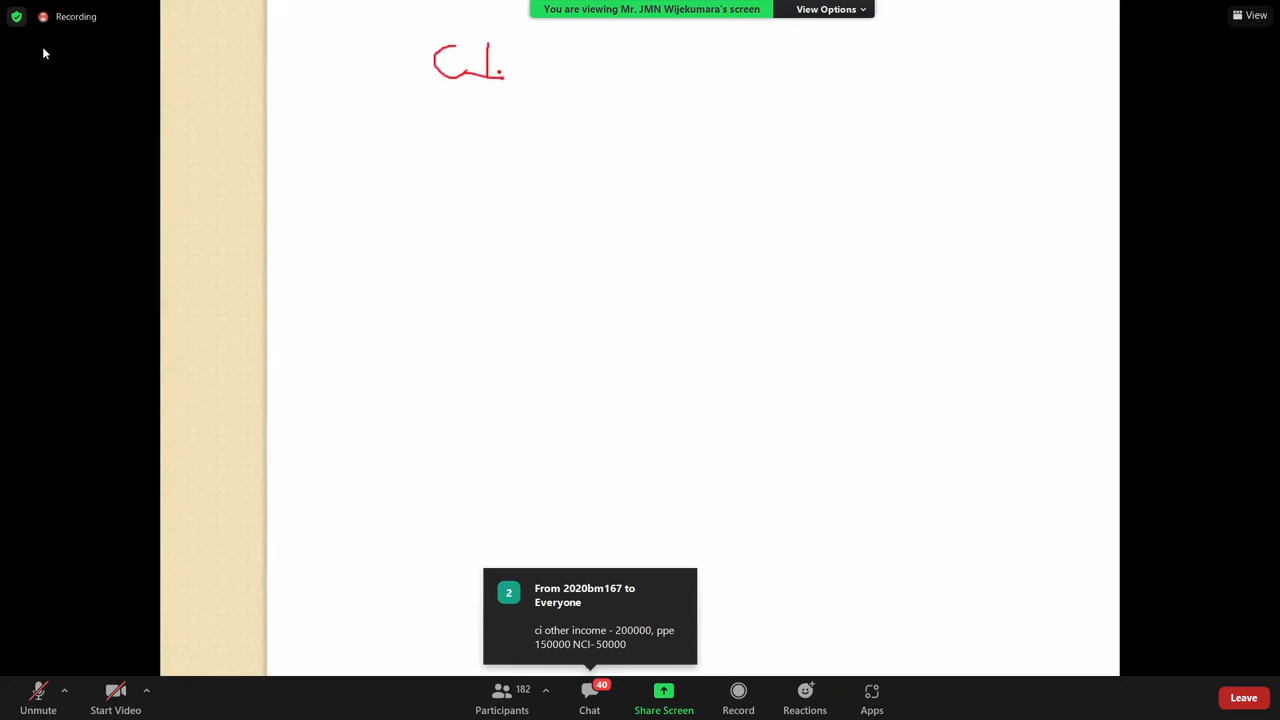 Recording
You are viewing Mr. JMN Wijekumara's screen
View Options
View
CI.
2
From 2020bm167 to
Everyone
ci other income - 200000, ppe
150000 NCI- 50000
Unmute
Start Video
182
Participants
40
Chat
Share Screen
Record
Reactions
Apps
Leave